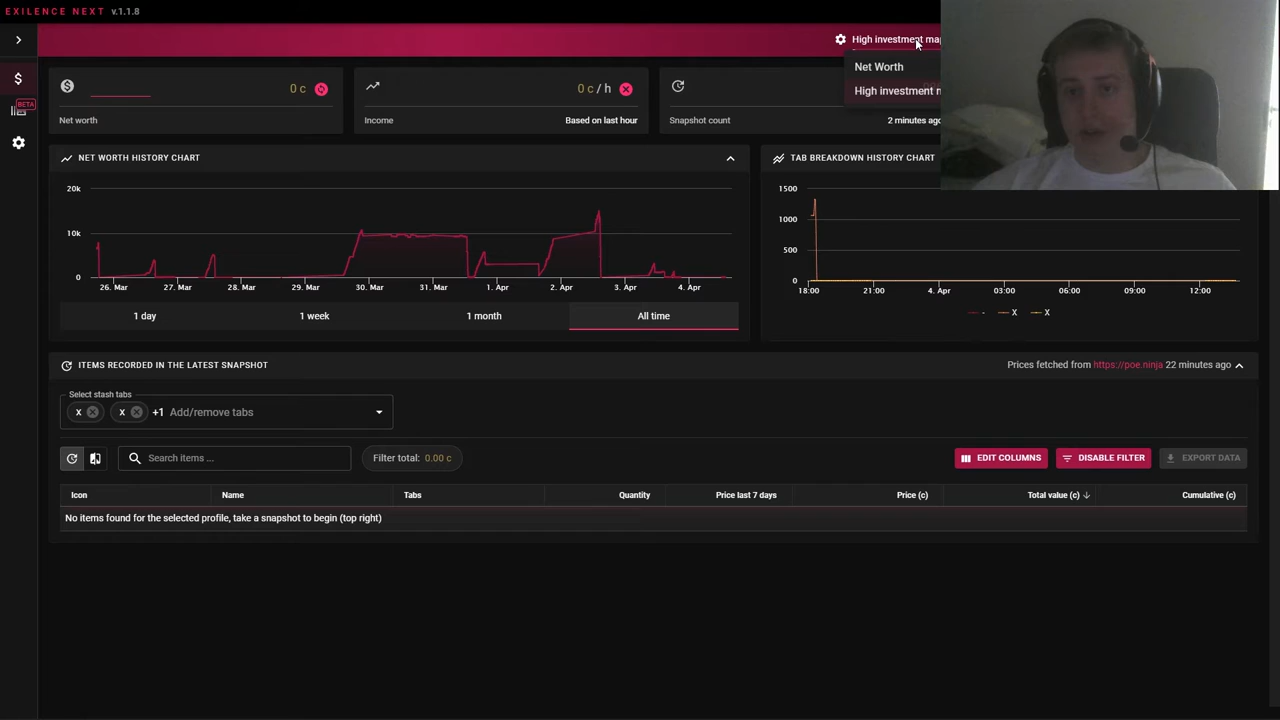 EXILENCE NEXT v.1.1.8
High investment map
Net Worth
High investment m
0 c
Net worth
0 c / h
Income
Based on last hour
Snapshot count
2 minutes ago
NET WORTH HISTORY CHART
20k
10k
0
26. Mar
27. Mar
28. Mar
29. Mar
30. Mar
31. Mar
1. Apr
2. Apr
3. Apr
4. Apr
1 day
1 week
1 month
All time
TAB BREAKDOWN HISTORY CHART
1500
1000
500
0
18:00
21:00
4. Apr
03:00
06:00
09:00
12:00
-
X
X
BETA
ITEMS RECORDED IN THE LATEST SNAPSHOT
Prices fetched from https://poe.ninja 22 minutes ago
Select stash tabs
X
X
+1
Add/remove tabs
Search items ...
Filter total: 0.00 c
EDIT COLUMNS
DISABLE FILTER
EXPORT DATA
Icon
Name
Tabs
Quantity
Price last 7 days
Price (c)
Total value (c)
Cumulative (c)
No items found for the selected profile, take a snapshot to begin (top right)